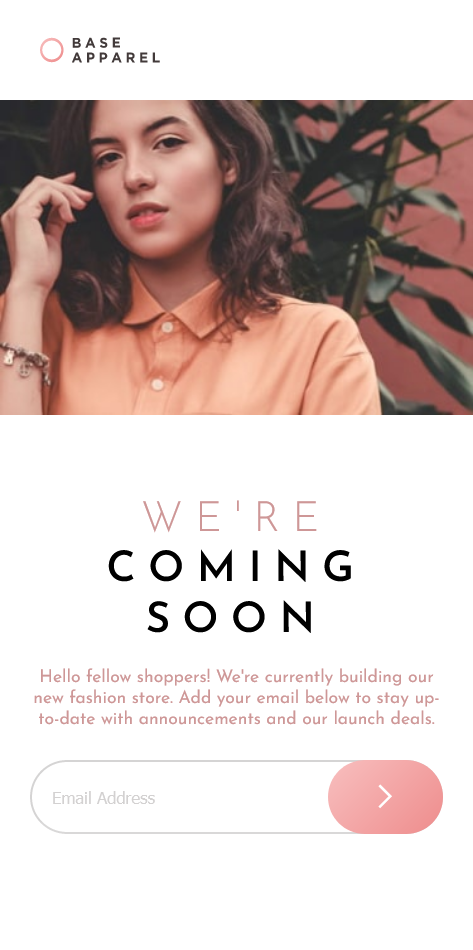 BASE
APPAREL
WE'RE
COMING
SOON
Hello fellow shoppers! We're currently building our
new fashion store. Add your email below to stay up-
to-date with announcements and our launch deals.
Email Address